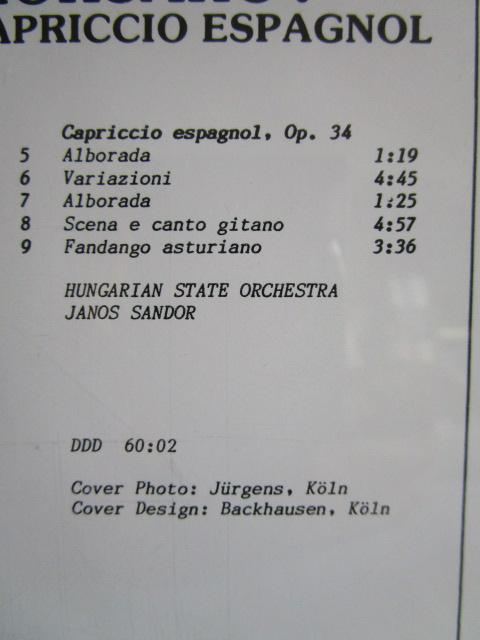 APRICCIO ESPAGNOL
Capriccio espagnol, Op. 34
5 Alborada 1:19
6 Variazioni 4:45
7 Alborada 1:25
8 Scena e canto gitano 4:57
9 Fandango asturiano 3:36
HUNGARIAN STATE ORCHESTRA
JANOS SANDOR
DDD 60:02
Cover Photo: Jürgens, Köln
Cover Design: Backhausen, Köln